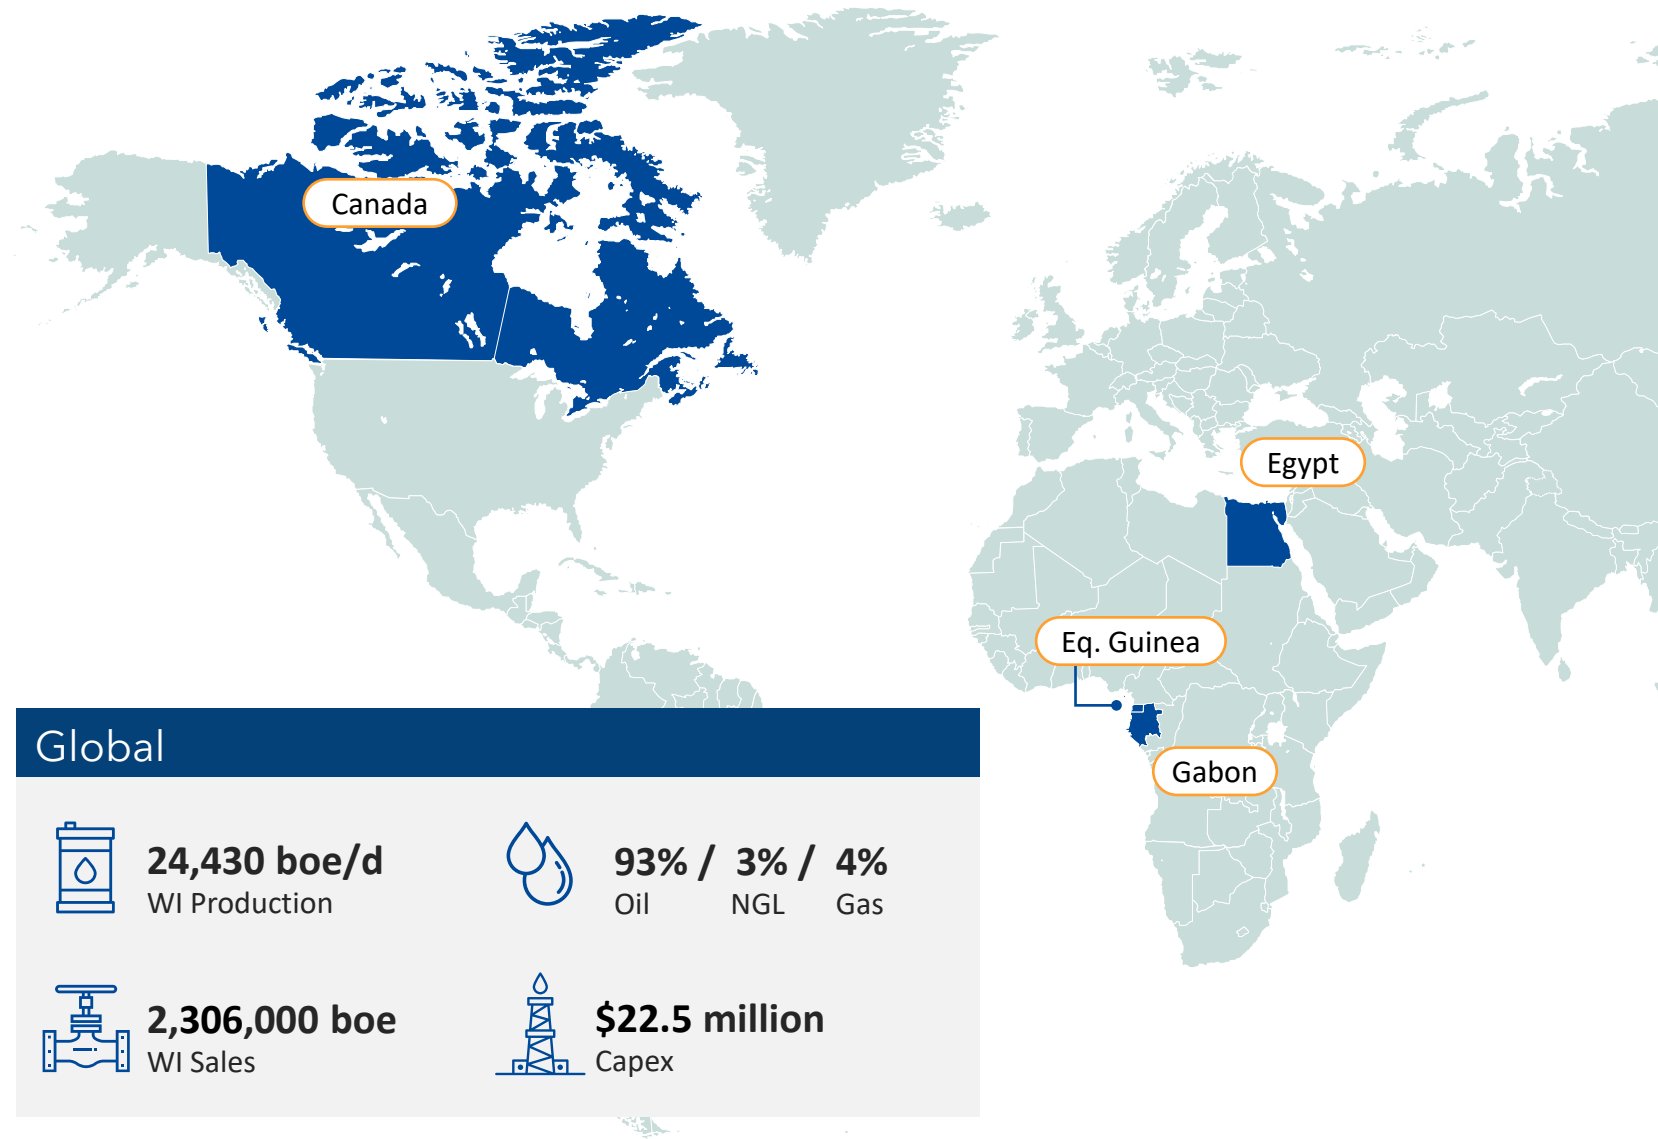 Canada
Egypt
Eq. Guinea
Gabon
Global
24,430 boe/d
WI Production
93% / 3% / 4%
Oil NGL Gas
2,306,000 boe
WI Sales
$22.5 million
Capex